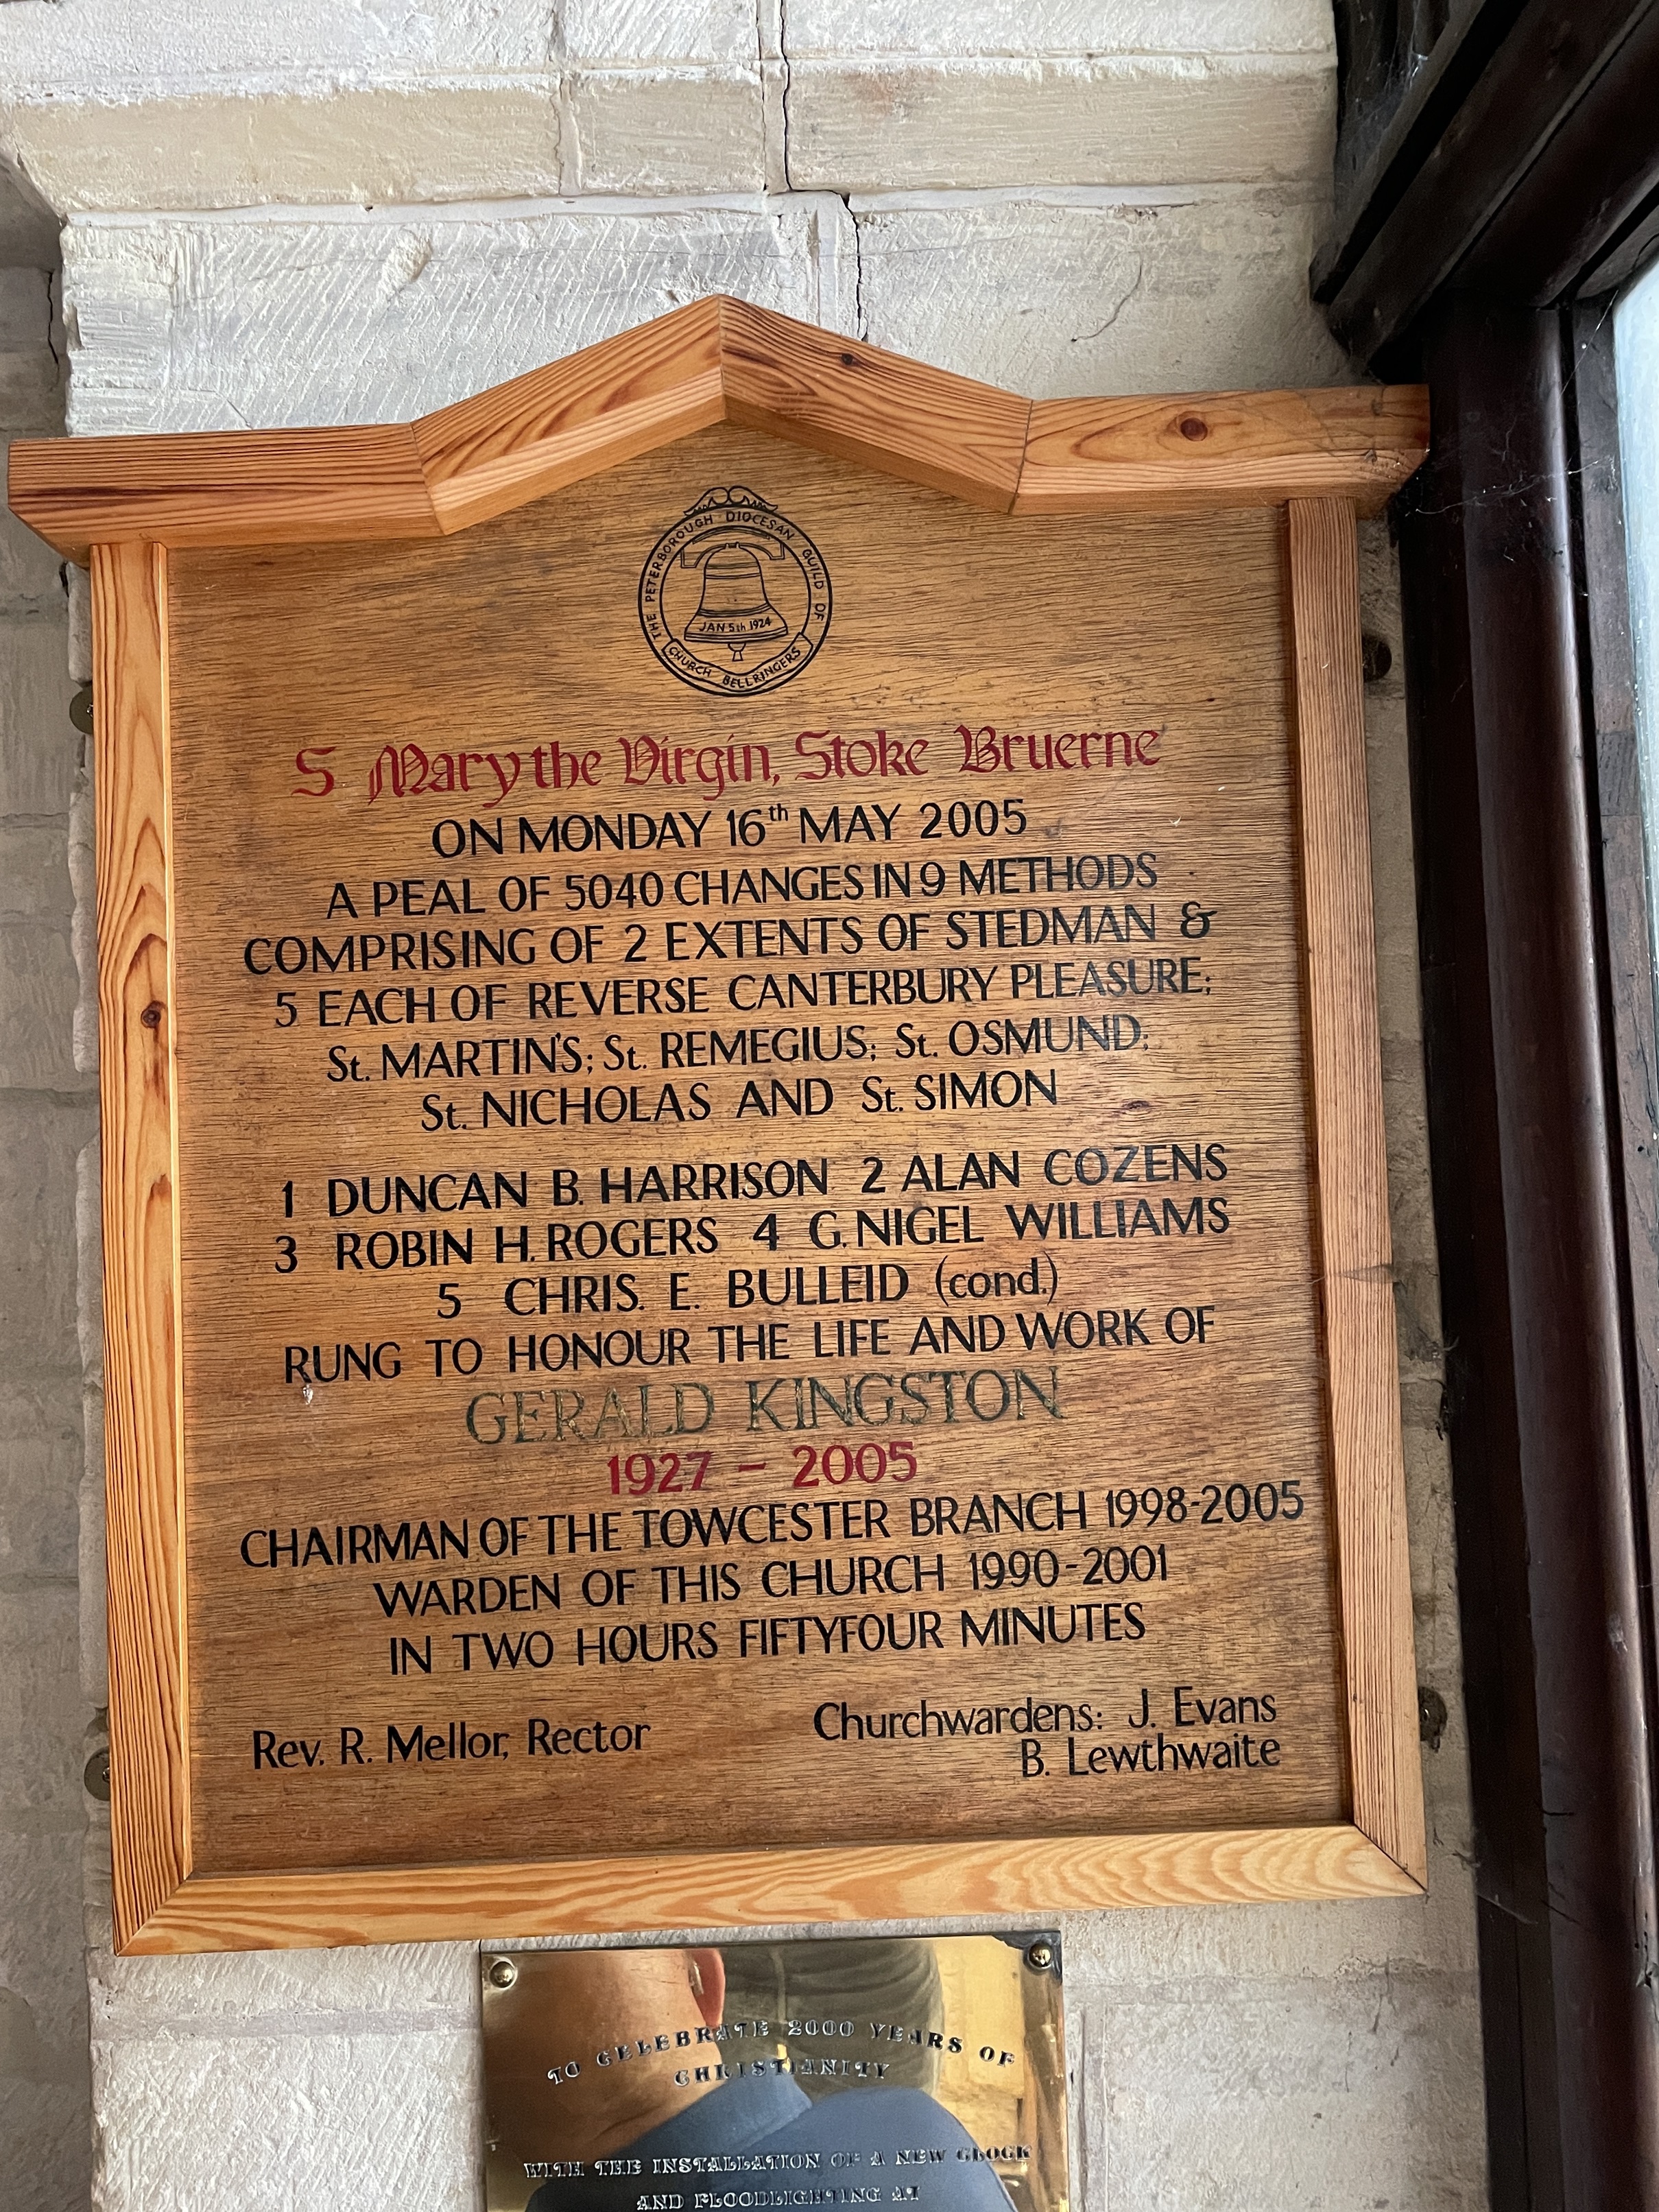 THE PETERBOROUGH DIOCESAN GUILD OF
CHURCH BELLRINGERS
JAN 5th 1924
S Mary the Virgin, Stoke Bruerne
ON MONDAY 16th MAY 2005
A PEAL OF 5040 CHANGES IN 9 METHODS
COMPRISING OF 2 EXTENTS OF STEDMAN &
5 EACH OF REVERSE CANTERBURY PLEASURE;
St. MARTIN'S; St. REMEGIUS; St. OSMUND;
St. NICHOLAS AND St. SIMON
1 DUNCAN B. HARRISON 2 ALAN COZENS
3 ROBIN H. ROGERS 4 G. NIGEL WILLIAMS
5 CHRIS. E. BULLEID (cond.)
RUNG TO HONOUR THE LIFE AND WORK OF
GERALD KINGSTON
1927 – 2005
CHAIRMAN OF THE TOWCESTER BRANCH 1998-2005
WARDEN OF THIS CHURCH 1990-2001
IN TWO HOURS FIFTYFOUR MINUTES
Rev. R. Mellor, Rector
Churchwardens: J. Evans
B. Lewthwaite
TO CELEBRATE 2000 YEARS OF
CHRISTIANITY
WITH THE INSTALLATION OF A NEW CLOCK
AND FLOODLIGHTING AT